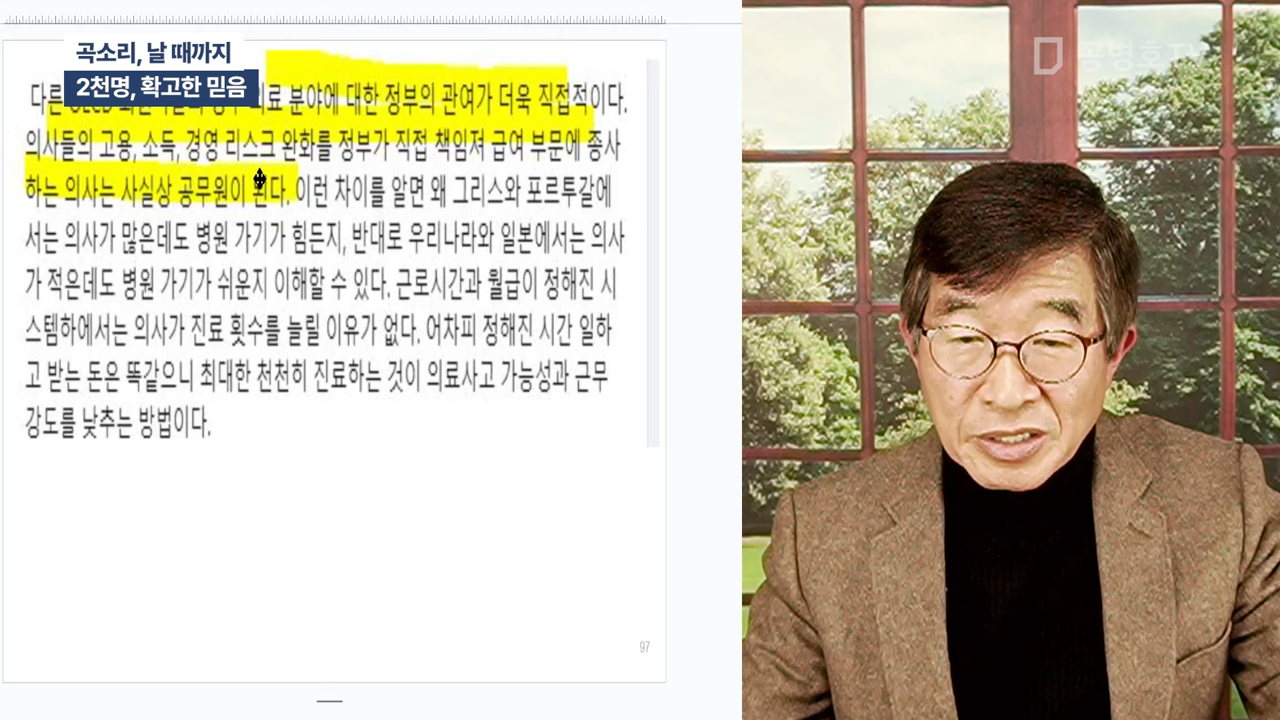 곡소리, 날 때까지
2천명, 확고한 믿음
공병호TV
다른 의료 분야에 대한 정부의 관여가 더욱 직접적이다.
의사들의 고용, 소득, 경영 리스크 완화를 정부가 직접 책임져 급여 부문에 종사
하는 의사는 사실상 공무원이 된다. 이런 차이를 알면 왜 그리스와 포르투갈에
서는 의사가 많은데도 병원 가기가 힘든지, 반대로 우리나라와 일본에서는 의사
가 적은데도 병원 가기가 쉬운지 이해할 수 있다. 근로시간과 월급이 정해진 시
스템하에서는 의사가 진료 횟수를 늘릴 이유가 없다. 어차피 정해진 시간 일하
고 받는 돈은 똑같으니 최대한 천천히 진료하는 것이 의료사고 가능성과 근무
강도를 낮추는 방법이다.
97